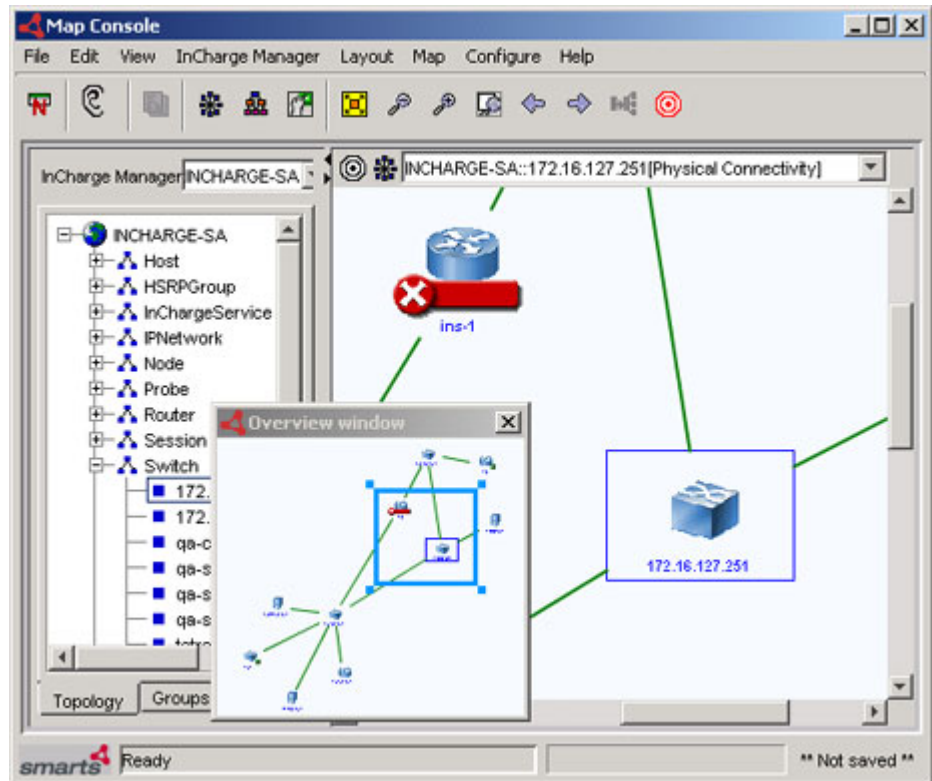 Map Console
File Edit View InCharge Manager Layout Map Configure Help
InCharge Manager INCHARGE-SA
INCHARGE-SA::172.16.127.251[Physical Connectivity]
INCHARGE-SA
Host
HSRPGroup
InChargeService
IPNetwork
Node
Probe
Router
Session
Switch
172.
172.
qa-c
qa-s
qa-s
qa-s
ins-1
Overview window
172.16.127.251
Topology Groups
smarts Ready ** Not saved **